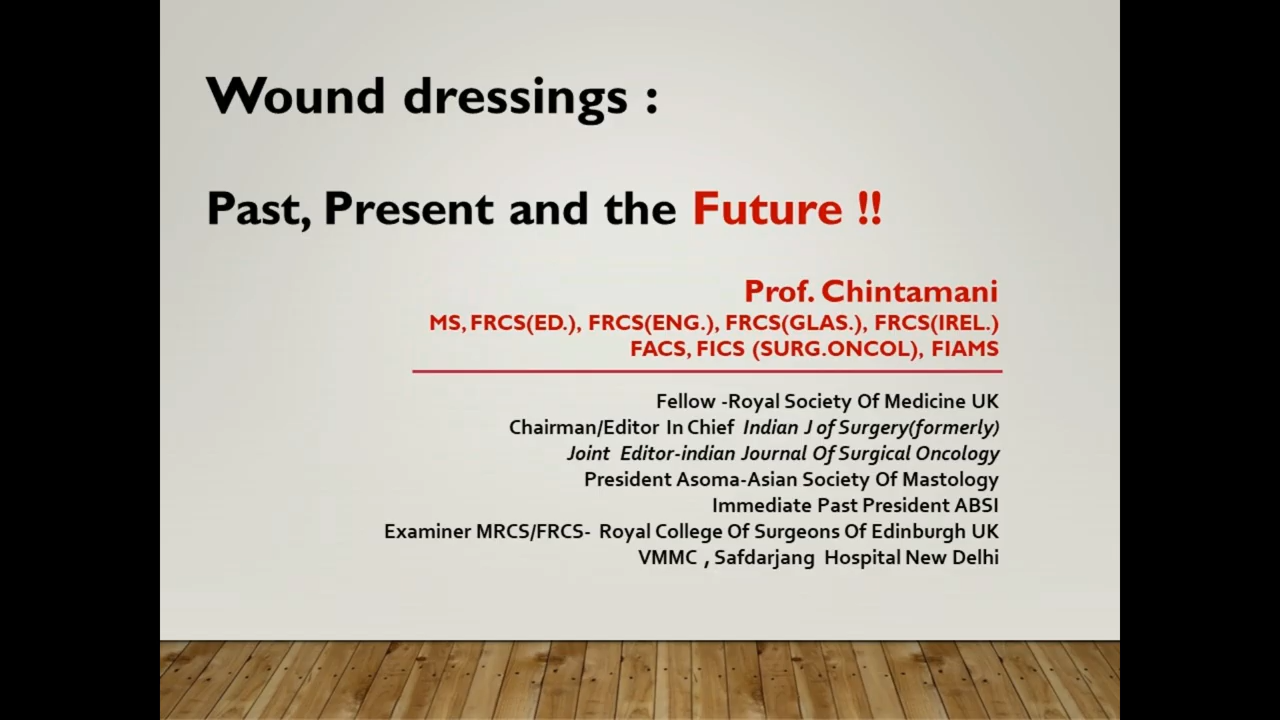 Wound dressings :
Past, Present and the Future !!
Prof. Chintamani
MS, FRCS(ED.), FRCS(ENG.), FRCS(GLAS.), FRCS(IREL.)
FACS, FICS (SURG.ONCOL), FIAMS
Fellow -Royal Society Of Medicine UK
Chairman/Editor In Chief Indian J of Surgery(formerly)
Joint Editor-indian Journal Of Surgical Oncology
President Asoma-Asian Society Of Mastology
Immediate Past President ABSI
Examiner MRCS/FRCS- Royal College Of Surgeons Of Edinburgh UK
VMMC , Safdarjang Hospital New Delhi